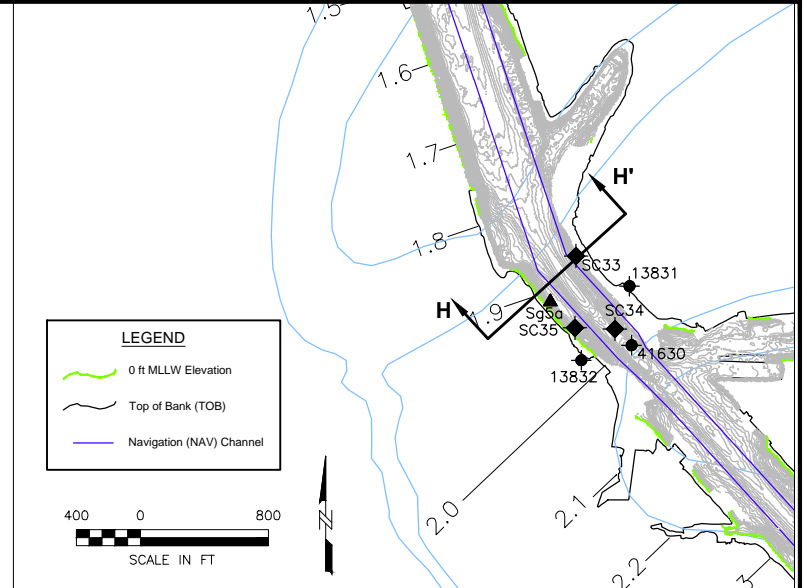 1.5
1.6
1.7
1.8
H'
SC33
13831
1.9
Sg5a
SC34
H
SC35
41630
13832
LEGEND
0 ft MLLW Elevation
Top of Bank (TOB)
Navigation (NAV) Channel
2.0
2.1
2.2
400 0 800
SCALE IN FT
N